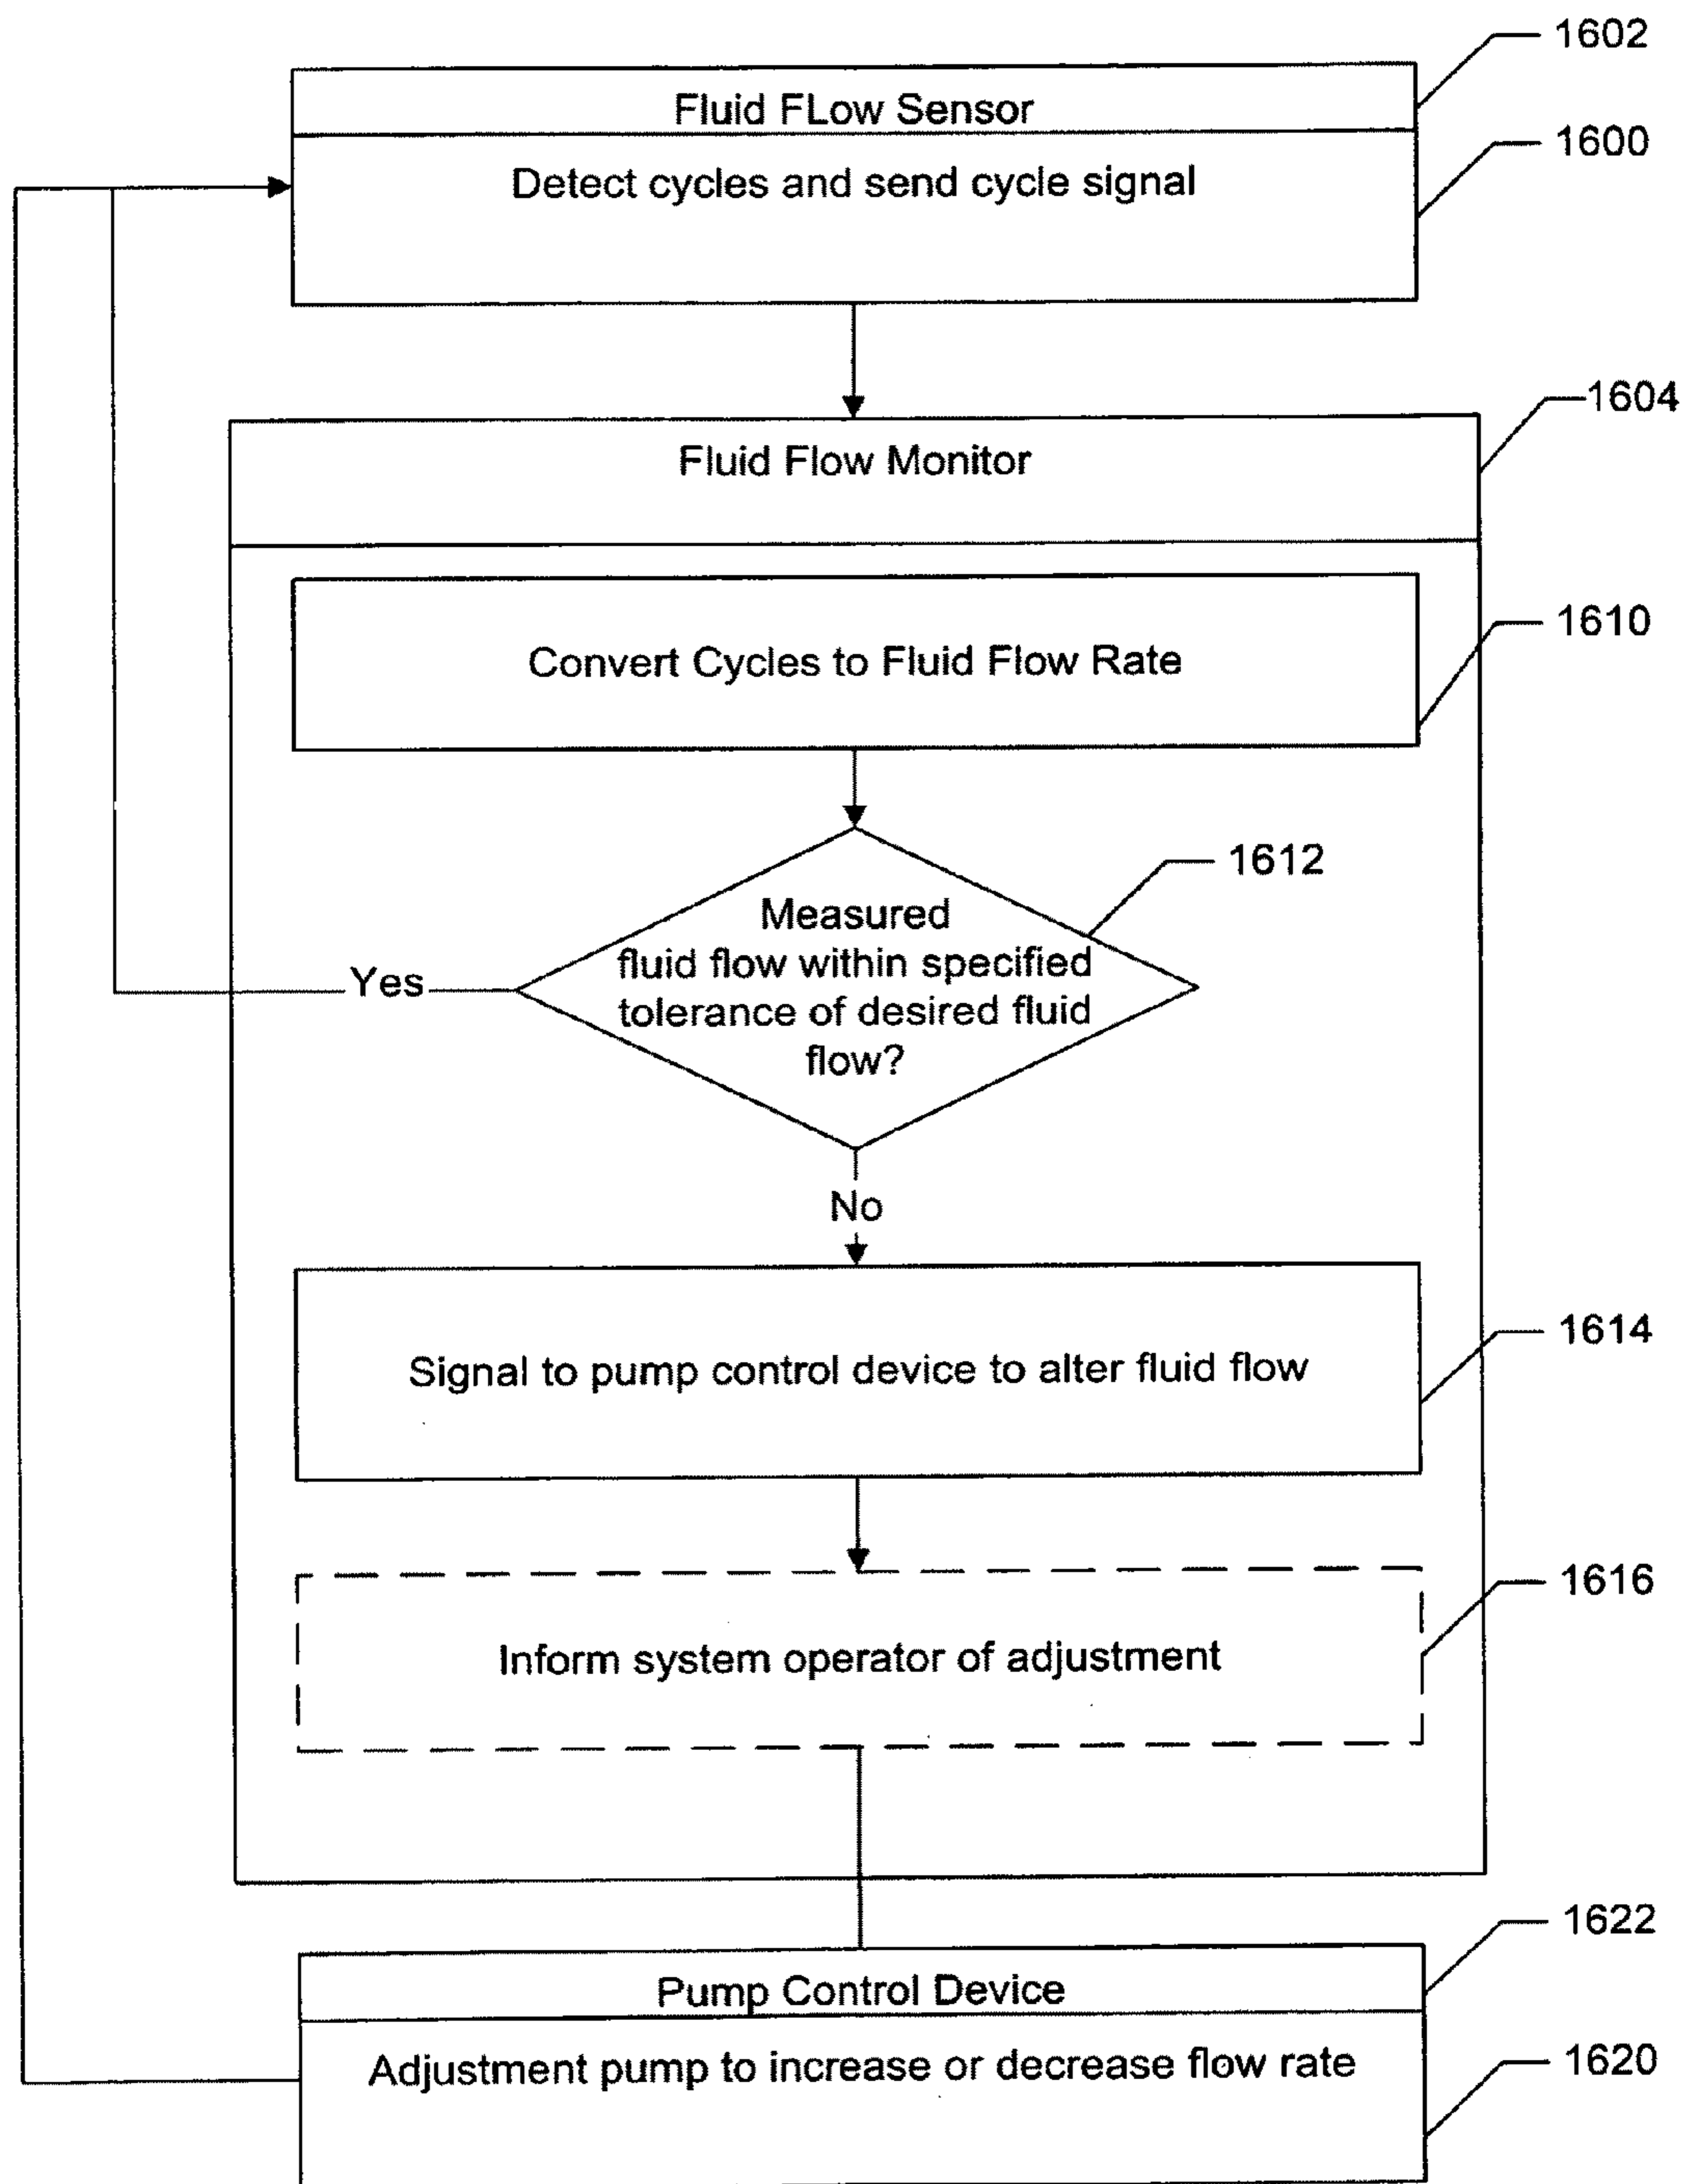 1602
Fluid FLow Sensor
1600
Detect cycles and send cycle signal
1604
Fluid Flow Monitor
1610
Convert Cycles to Fluid Flow Rate
1612
Measured
fluid flow within specified
tolerance of desired fluid
flow?
Yes
No
1614
Signal to pump control device to alter fluid flow
1616
Inform system operator of adjustment
1622
Pump Control Device
Adjustment pump to increase or decrease flow rate
1620